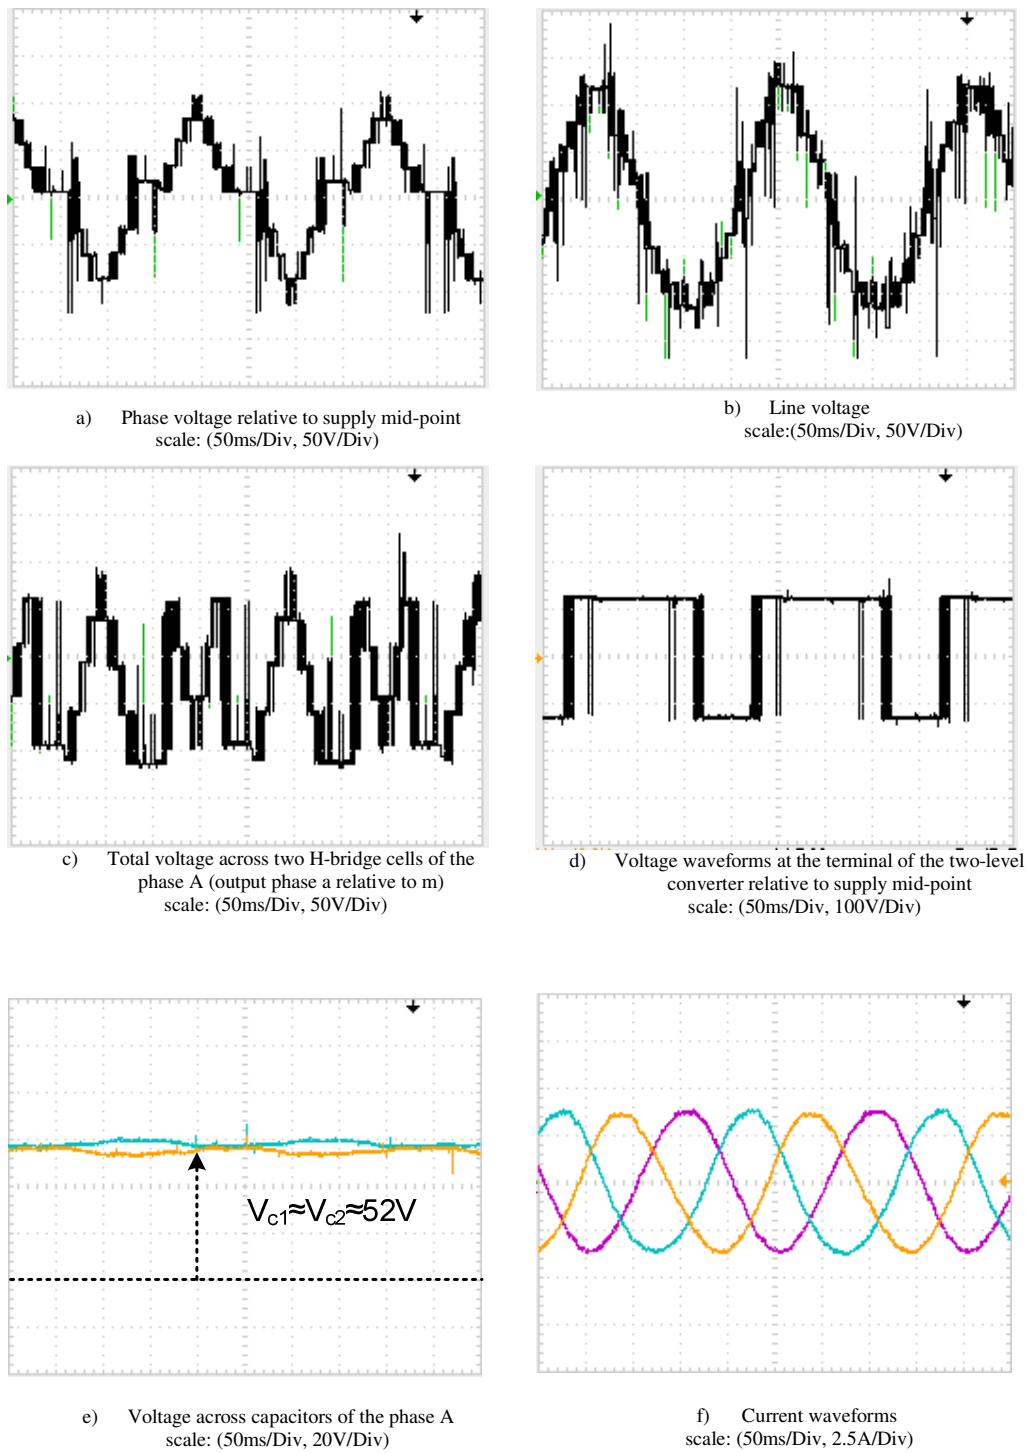 a) Phase voltage relative to supply mid-point
scale: (50ms/Div, 50V/Div)
b) Line voltage
scale:(50ms/Div, 50V/Div)
c) Total voltage across two H-bridge cells of the
phase A (output phase a relative to m)
scale: (50ms/Div, 50V/Div)
d) Voltage waveforms at the terminal of the two-level
converter relative to supply mid-point
scale: (50ms/Div, 100V/Div)
Vc1≈Vc2≈52V
e) Voltage across capacitors of the phase A
scale: (50ms/Div, 20V/Div)
f) Current waveforms
scale: (50ms/Div, 2.5A/Div)